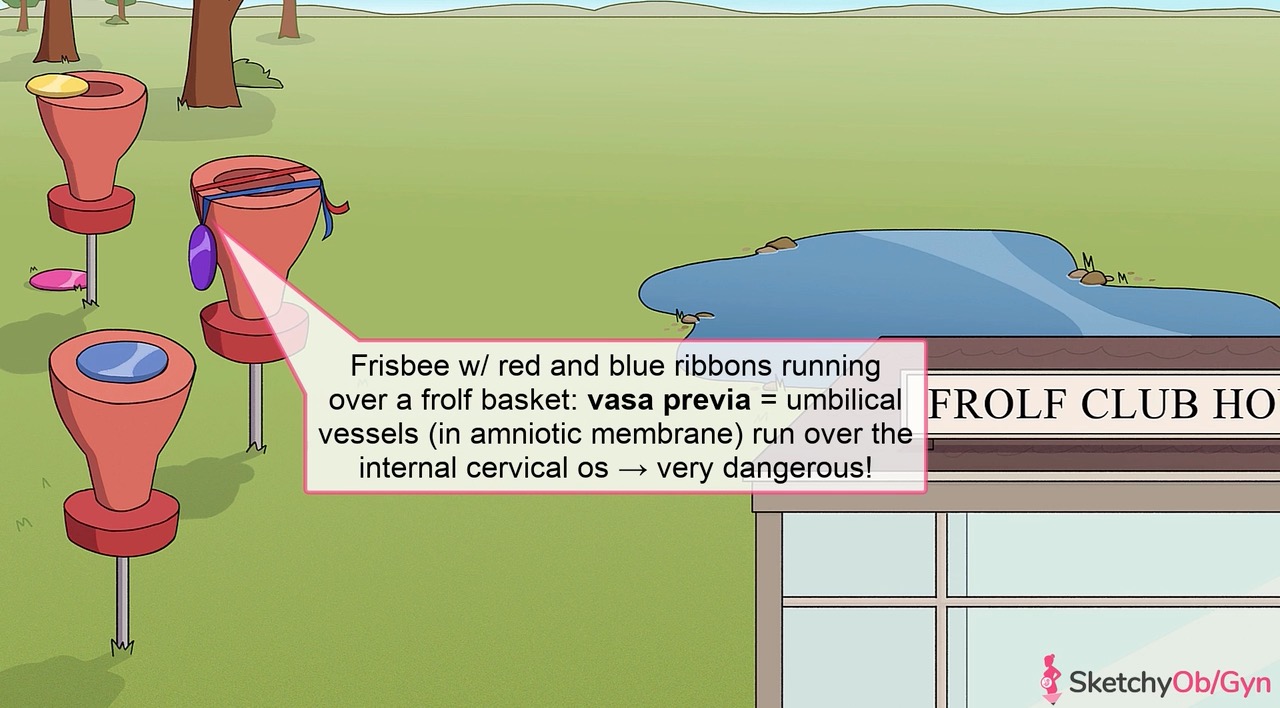 Frisbee w/ red and blue ribbons running
over a frolf basket: vasa previa = umbilical
vessels (in amniotic membrane) run over the
internal cervical os → very dangerous!
FROLF CLUB HO
SketchyOb/Gyn